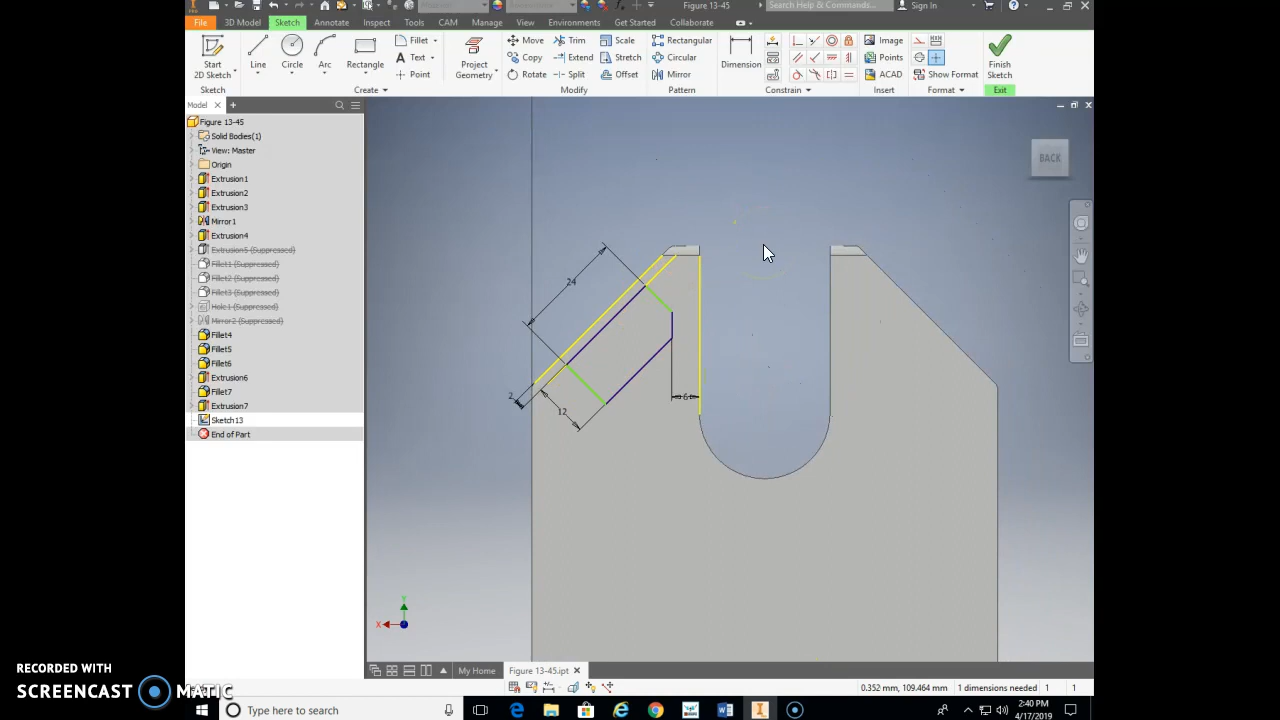 Figure 13-45
Search Help & Commands...
Sign In
File
3D Model
Sketch
Annotate
Inspect
Tools
CAM
Manage
View
Environments
Get Started
Collaborate
Start
2D Sketch
Line
Circle
Arc
Rectangle
Fillet
Text
Point
Project
Geometry
Move
Copy
Rotate
Trim
Extend
Split
Scale
Stretch
Offset
Rectangular
Circular
Mirror
Dimension
Image
Points
ACAD
Show Format
Finish
Sketch
Sketch
Create
Modify
Pattern
Constrain
Insert
Format
Exit
Model
Figure 13-45
Solid Bodies(1)
View: Master
Origin
Extrusion1
Extrusion2
Extrusion3
Mirror1
Extrusion4
Extrusion5 (Suppressed)
Fillet1 (Suppressed)
Fillet2 (Suppressed)
Fillet3 (Suppressed)
Hole1 (Suppressed)
Mirror2 (Suppressed)
Fillet4
Fillet5
Fillet6
Extrusion6
Fillet7
Extrusion7
Sketch13
End of Part
BACK
24
2
12
6
Y
X
My Home
Figure 13-45.ipt
0.352 mm, 109.464 mm
1 dimensions needed
1
1
RECORDED WITH
SCREENCAST MATIC
Type here to search
2:40 PM
4/17/2019